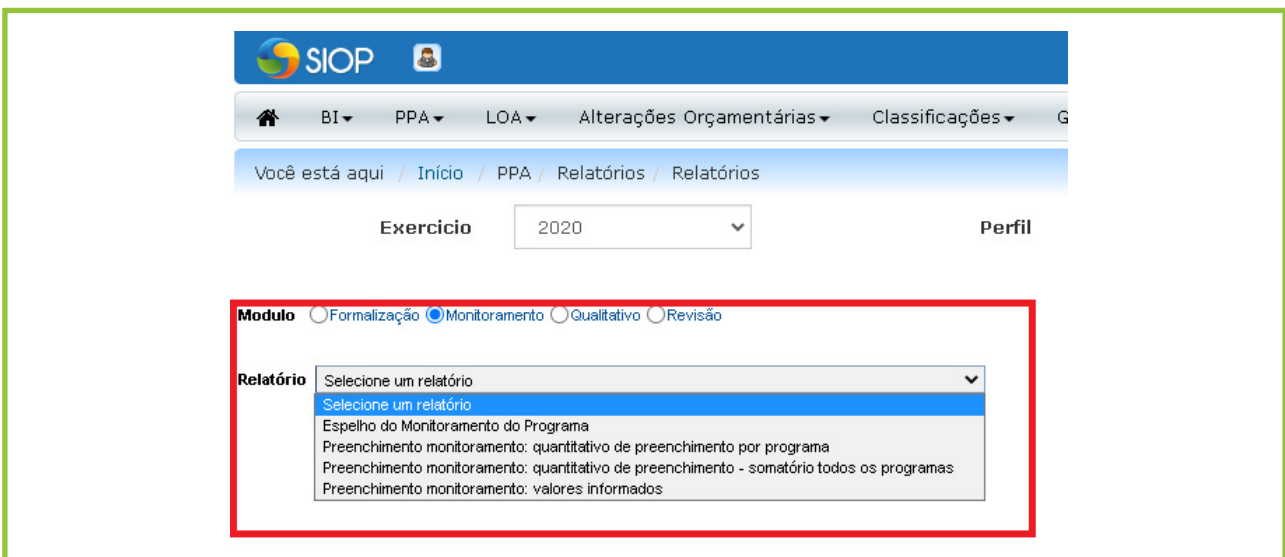 SIOP
BI PPA LOA Alterações Orçamentárias Classificações G
Você está aqui / Início / PPA / Relatórios / Relatórios
Exercicio 2020 Perfil
Modulo Formalização Monitoramento Qualitativo Revisão
Relatório Selecione um relatório
Selecione um relatório
Espelho do Monitoramento do Programa
Preenchimento monitoramento: quantitativo de preenchimento por programa
Preenchimento monitoramento: quantitativo de preenchimento - somatório todos os programas
Preenchimento monitoramento: valores informados